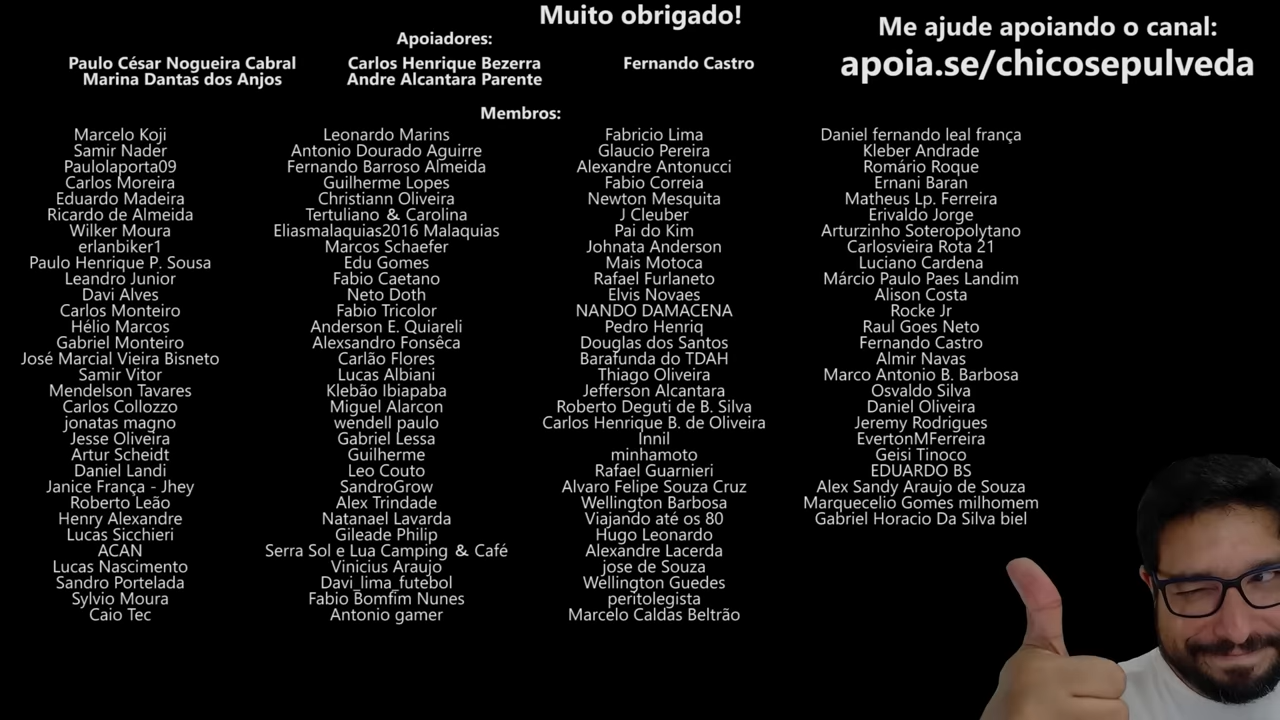 Muito obrigado!
Me ajude apoiando o canal:
apoia.se/chicosepulveda
Apoiadores:
Paulo César Nogueira Cabral
Marina Dantas dos Anjos
Carlos Henrique Bezerra
Andre Alcantara Parente
Fernando Castro
Membros:
Marcelo Koji
Samir Nader
Paulolaporta09
Carlos Moreira
Eduardo Madeira
Ricardo de Almeida
Wilker Moura
erlanbiker1
Paulo Henrique P. Sousa
Leandro Junior
Davi Alves
Carlos Monteiro
Hélio Marcos
Gabriel Monteiro
José Marcial Vieira Bisneto
Samir Vitor
Mendelson Tavares
Carlos Collozzo
jonatas magno
Jesse Oliveira
Artur Scheidt
Daniel Landi
Janice França - Jhey
Roberto Leão
Henry Alexandre
Lucas Sicchieri
ACAN
Lucas Nascimento
Sandro Portelada
Sylvio Moura
Caio Tec
Leonardo Marins
Antonio Dourado Aguirre
Fernando Barroso Almeida
Guilherme Lopes
Christiann Oliveira
Tertuliano & Carolina
Eliasmalaquias2016 Malaquias
Marcos Schaefer
Edu Gomes
Fabio Caetano
Neto Doth
Fabio Tricolor
Anderson E. Quiareli
Alexsandro Fonsêca
Carlão Flores
Lucas Albiani
Klebão Ibiapaba
Miguel Alarcon
wendell paulo
Gabriel Lessa
Guilherme
Leo Couto
SandroGrow
Alex Trindade
Natanael Lavarda
Gileade Philip
Serra Sol e Lua Camping & Café
Vinicius Araujo
Davi_lima_futebol
Fabio Bomfim Nunes
Antonio gamer
Fabricio Lima
Glaucio Pereira
Alexandre Antonucci
Fabio Correia
Newton Mesquita
J Cleuber
Pai do Kim
Johnata Anderson
Mais Motoca
Rafael Furlaneto
Elvis Novaes
NANDO DAMACENA
Pedro Henriq
Douglas dos Santos
Barafunda do TDAH
Thiago Oliveira
Jefferson Alcantara
Roberto Deguti de B. Silva
Carlos Henrique B. de Oliveira
Innil
minhamoto
Rafael Guarnieri
Alvaro Felipe Souza Cruz
Wellington Barbosa
Viajando até os 80
Hugo Leonardo
Alexandre Lacerda
jose de Souza
Wellington Guedes
peritolegista
Marcelo Caldas Beltrão
Daniel fernando leal frança
Kleber Andrade
Romário Roque
Ernani Baran
Matheus Lp. Ferreira
Erivaldo Jorge
Arturzinho Soteropolytano
Carlosvieira Rota 21
Luciano Cardena
Márcio Paulo Paes Landim
Alison Costa
Rocke Jr
Raul Goes Neto
Fernando Castro
Almir Navas
Marco Antonio B. Barbosa
Osvaldo Silva
Daniel Oliveira
Jeremy Rodrigues
EvertonMFerreira
Geisi Tinoco
EDUARDO BS
Alex Sandy Araujo de Souza
Marquecelio Gomes milhomem
Gabriel Horacio Da Silva biel